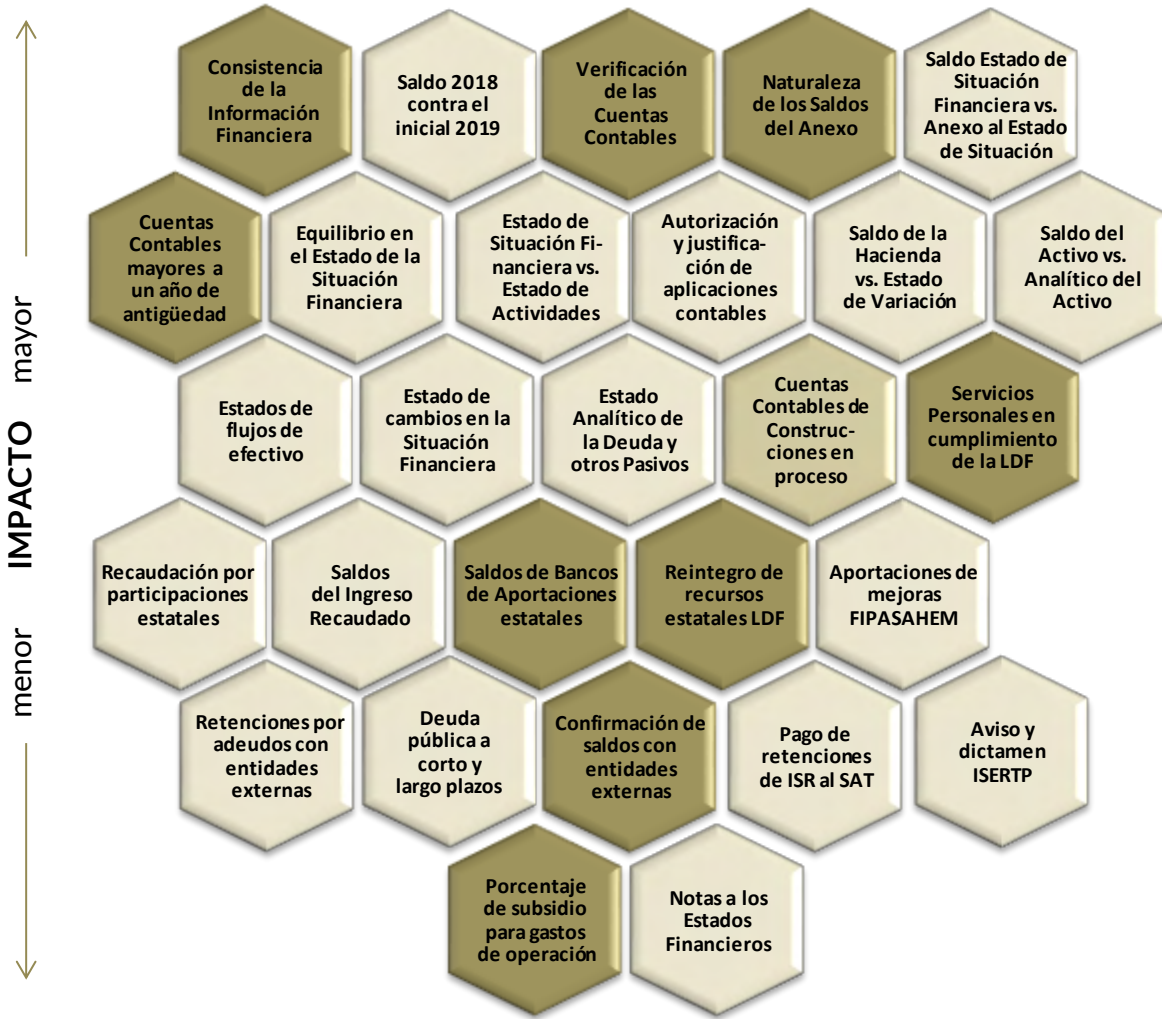 Consistencia
de la
Información
Financiera
Saldo 2018
contra el
inicial 2019
Verificación
de las
Cuentas
Contables
Naturaleza
de los Saldos
del Anexo
Saldo Estado de
Situación
Financiera vs.
Anexo al Estado
de Situación
Cuentas
Contables
mayores a
un año de
antigüedad
Equilibrio en
el Estado de la
Situación
Financiera
Estado de
Situación Fi-
nanciera vs.
Estado de
Actividades
Autorización
y justifica-
ción de
aplicaciones
contables
Saldo de la
Hacienda
vs. Estado
de Variación
Saldo del
Activo vs.
Analítico del
Activo
Estados de
flujos de
efectivo
Estado de
cambios en la
Situación
Financiera
Estado
Analítico de
la Deuda y
otros Pasivos
Cuentas
Contables de
Construc-
ciones en
proceso
Servicios
Personales en
cumplimiento
de la LDF
Recaudación por
participaciones
estatales
Saldos
del Ingreso
Recaudado
Saldos de Bancos
de Aportaciones
estatales
Reintegro de
recursos
estatales LDF
Aportaciones de
mejoras
FIPASAHEM
Retenciones por
adeudos con
entidades
externas
Deuda
pública a
corto y
largo plazos
Confirmación de
saldos con
entidades
externas
Pago de
retenciones
de ISR al SAT
Aviso y
dictamen
ISERTP
Porcentaje
de subsidio
para gastos
de operación
Notas a los
Estados
Financieros
menor IMPACTO mayor